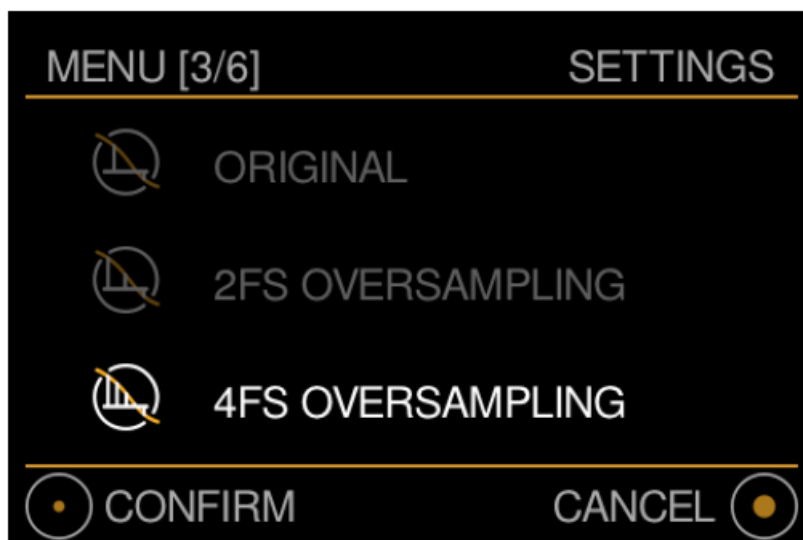 MENU [3/6] SETTINGS
ORIGINAL
2FS OVERSAMPLING
4FS OVERSAMPLING
CONFIRM CANCEL